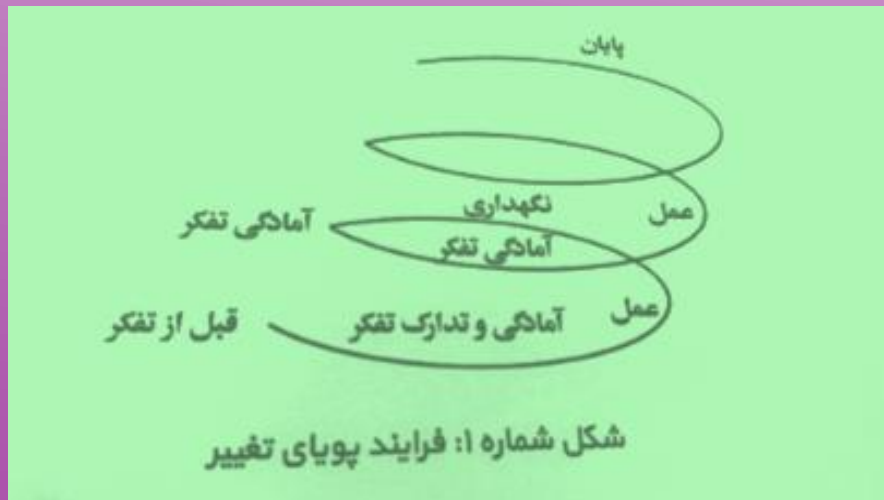 پایان
نگهداری
عمل
آمادگی تفکر
آمادگی تفکر
عمل
آمادگی و تدارک تفکر
قبل از تفکر
شکل شماره ۱: فرایند پویای تغییر